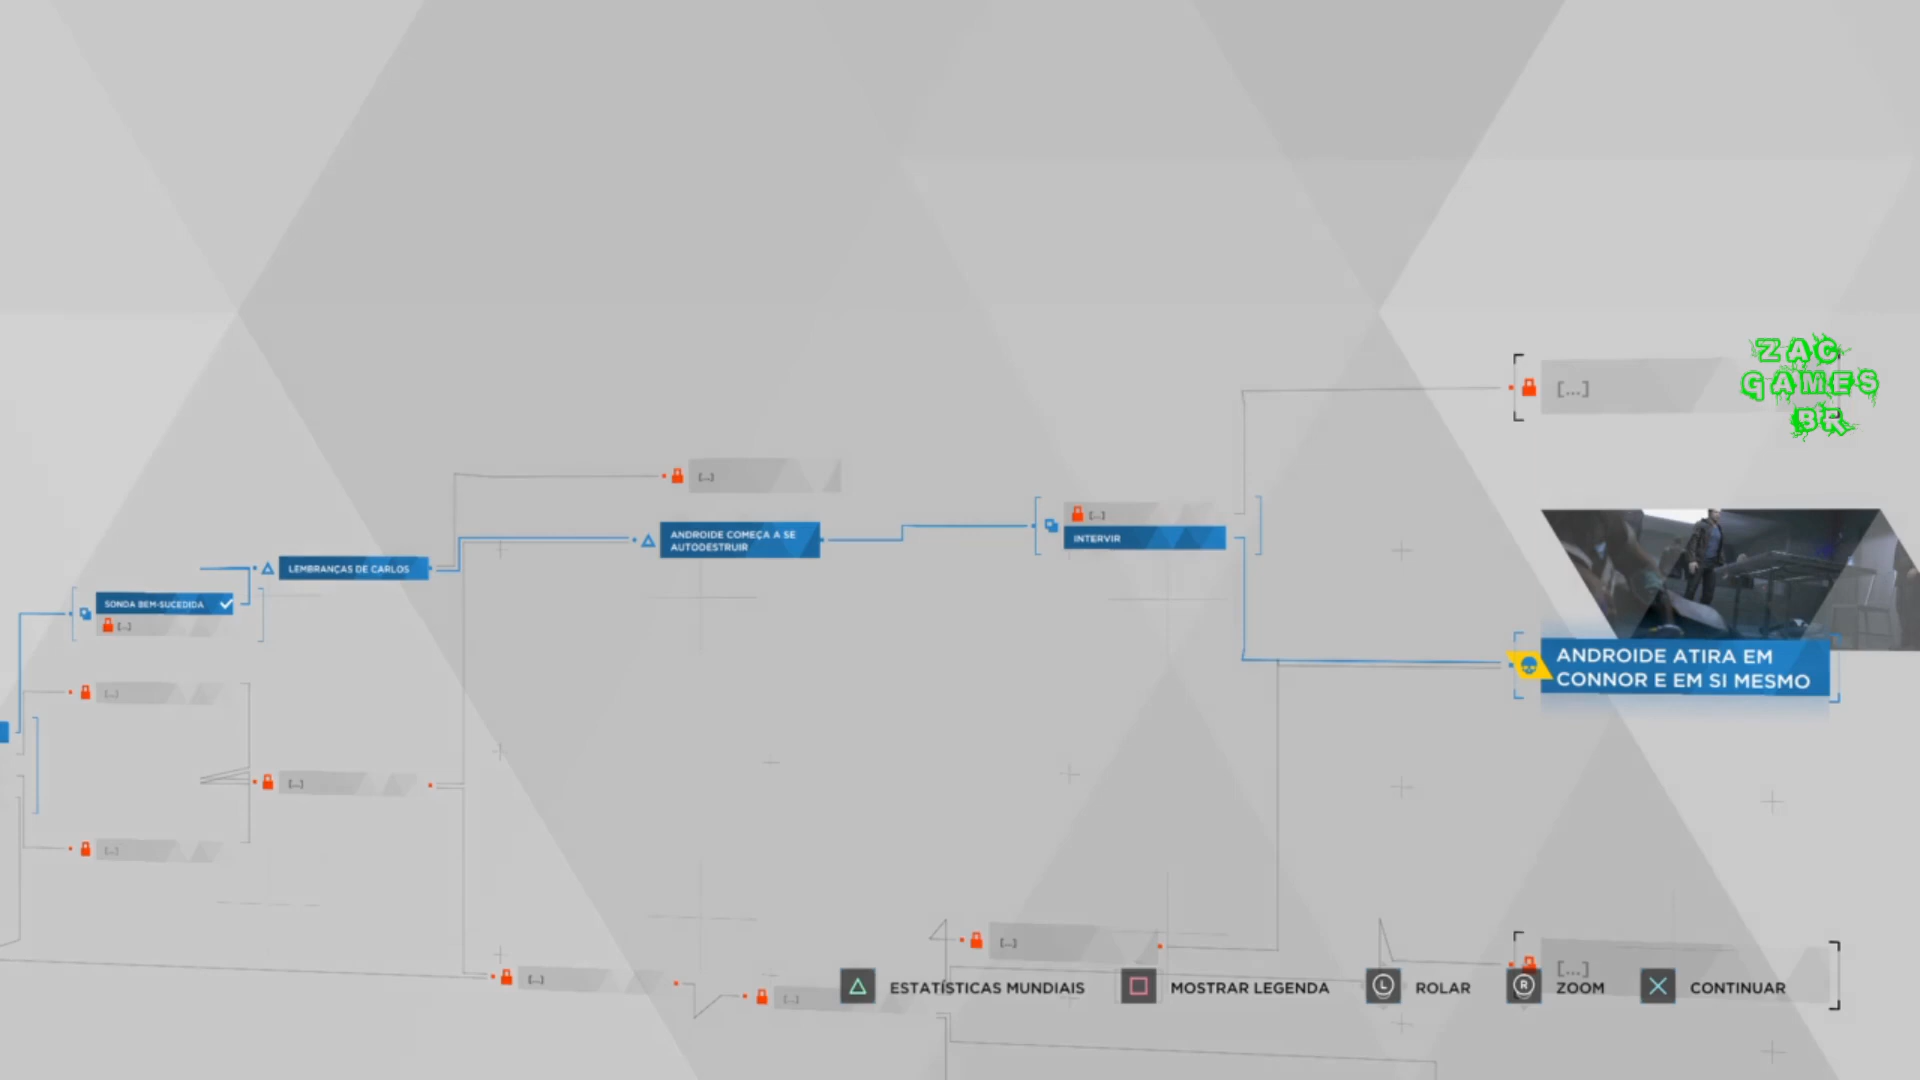 [...]
ZAC
GAMES
BR
[...]
ANDROIDE COMEÇA A SE
AUTODESTRUIR
[...]
INTERVIR
LEMBRANÇAS DE CARLOS
SONDA BEM-SUCEDIDA
[...]
ANDROIDE ATIRA EM
CONNOR E EM SI MESMO
[...]
[...]
[...]
[...]
[...]
[...]
[...]
ESTATÍSTICAS MUNDIAIS
MOSTRAR LEGENDA
L
ROLAR
R
ZOOM
CONTINUAR